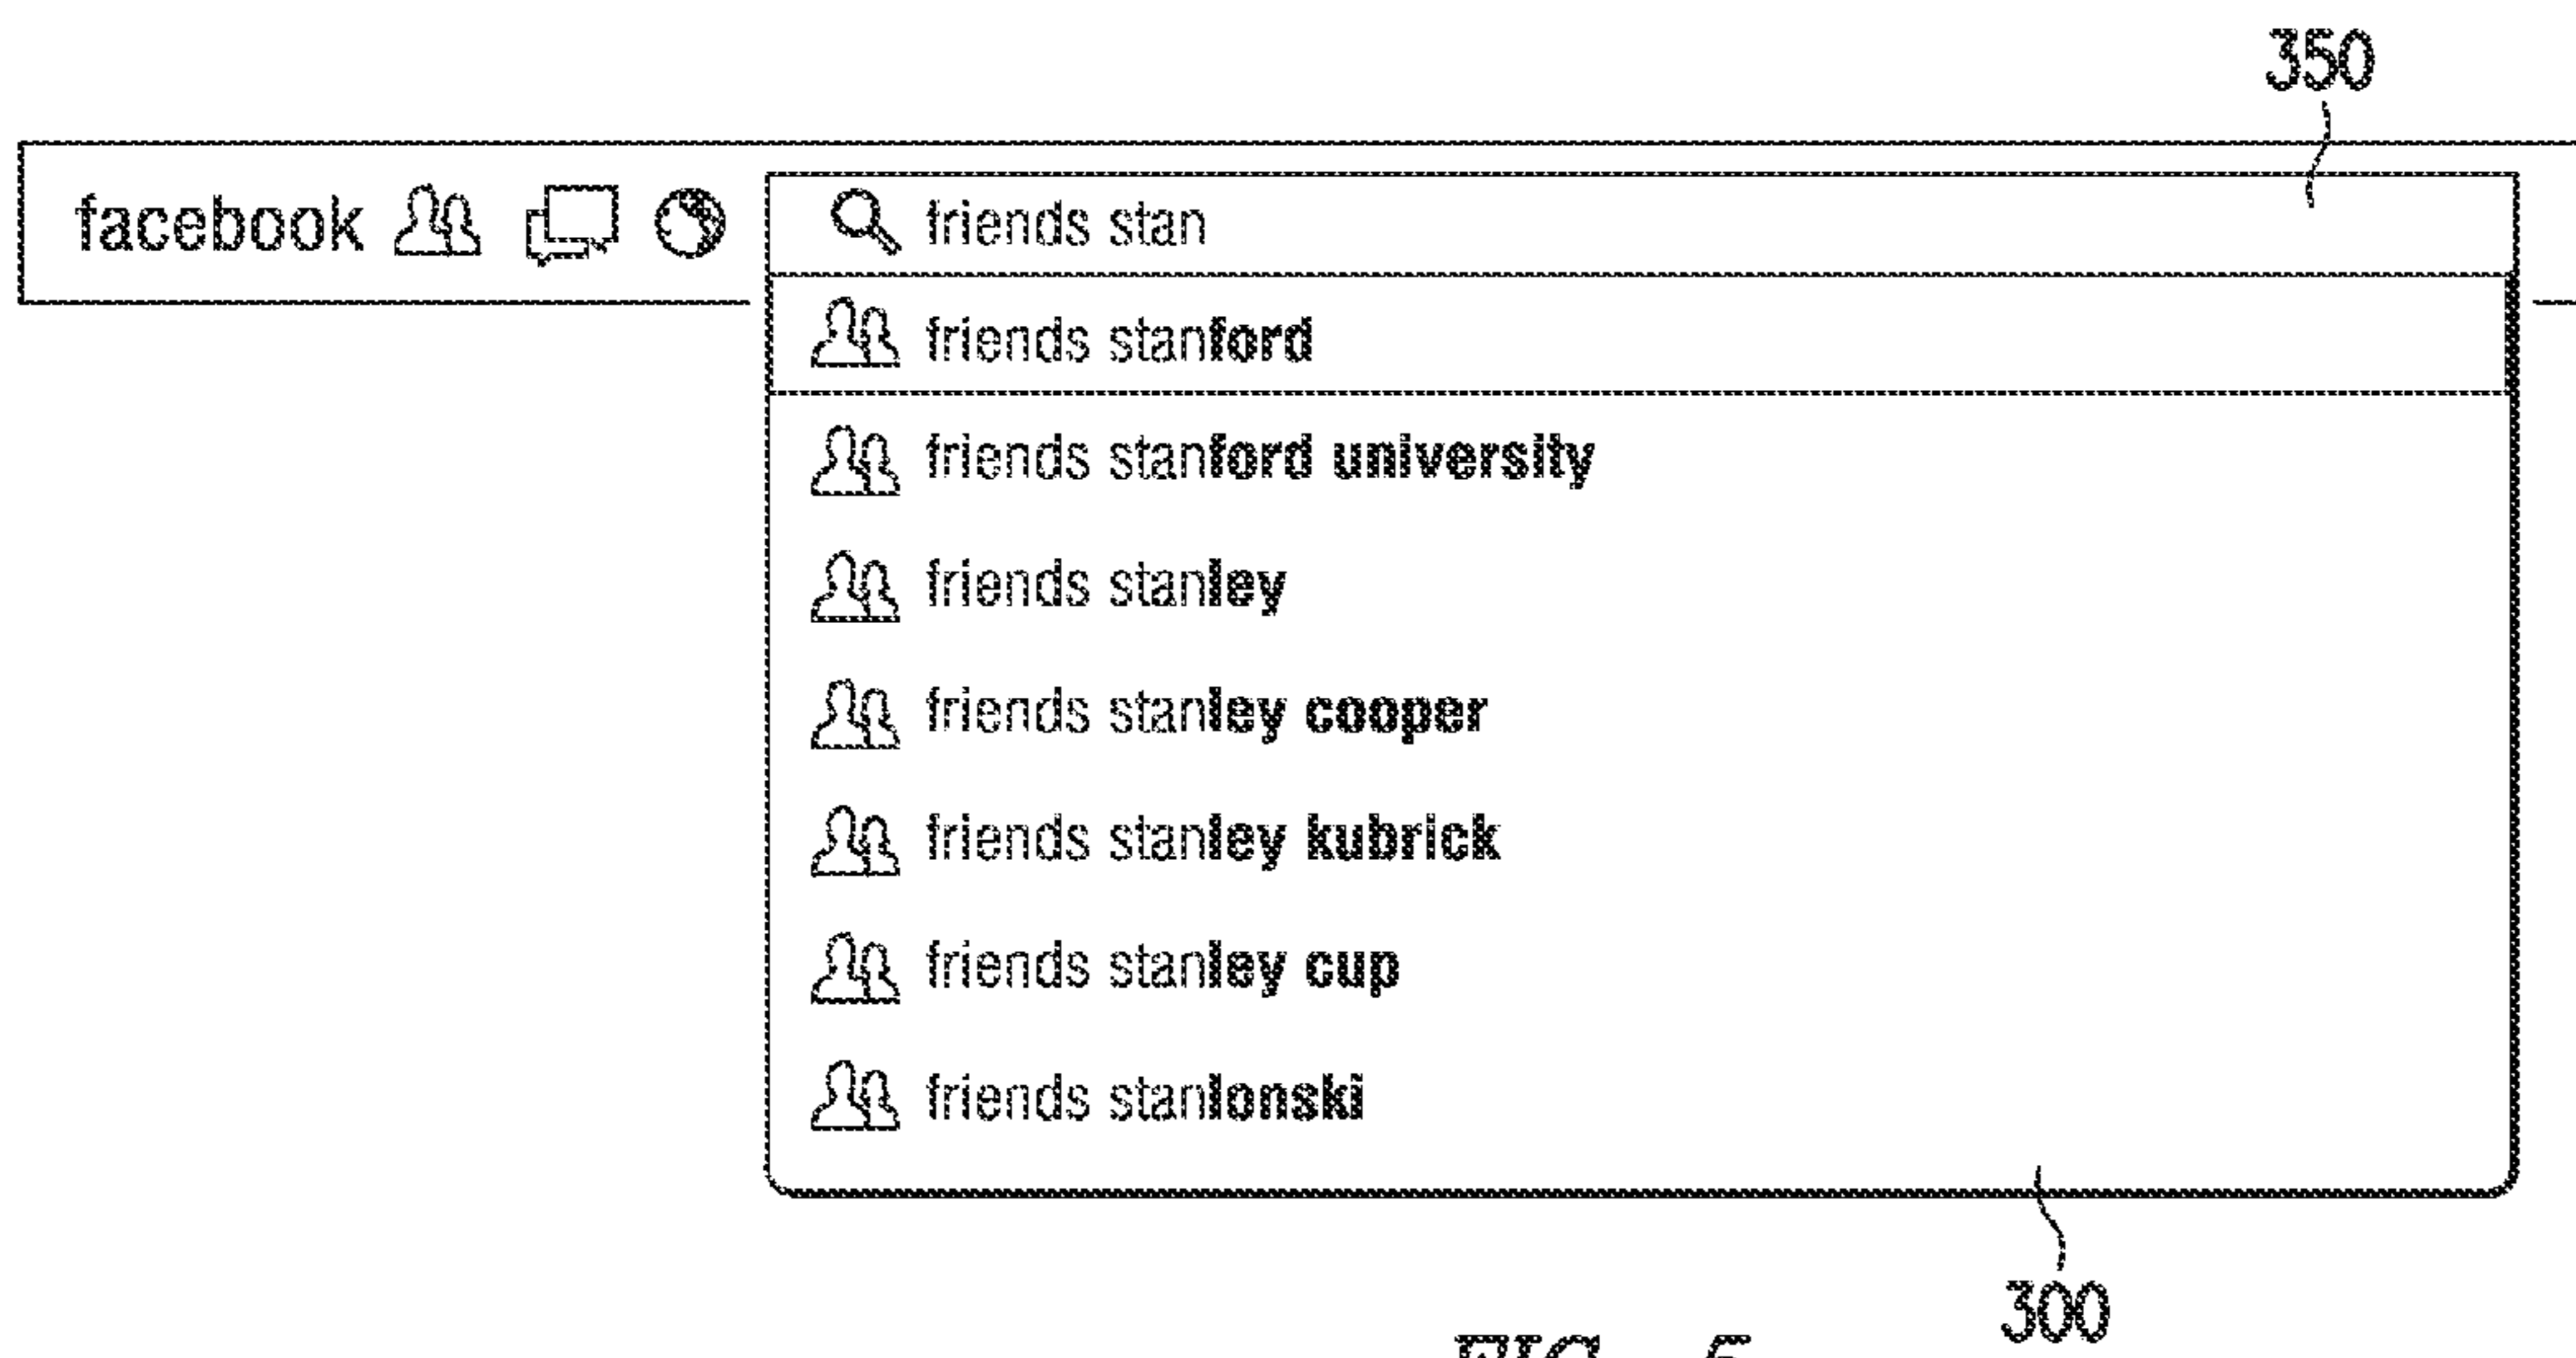 350
facebook
friends stan
friends stanford
friends stanford university
friends stanley
friends stanley cooper
friends stanley kubrick
friends stanley cup
friends stanlonski
300